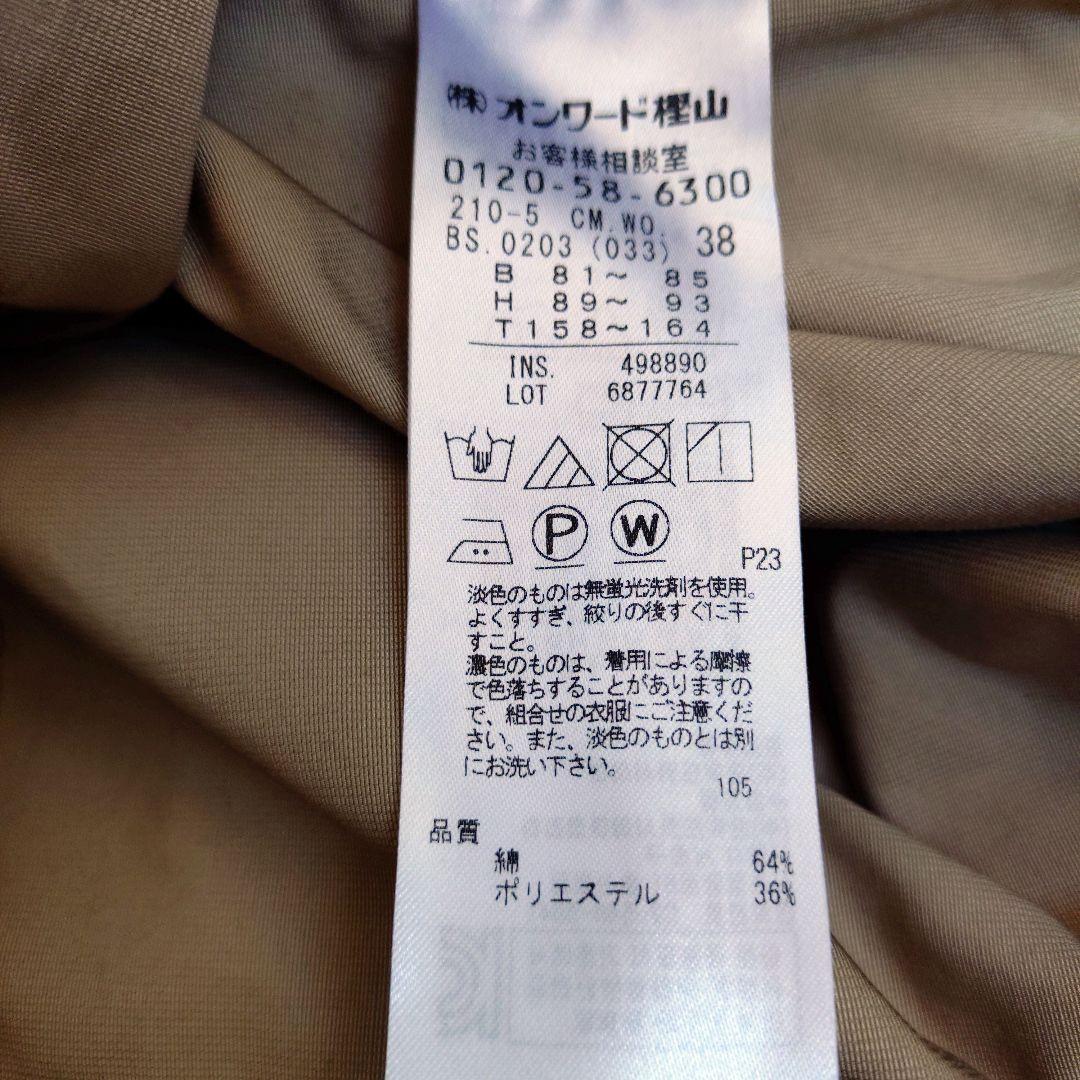 ㈱オンワード樫山
お客様相談室
0120-58-6300
210-5 CM.WO.
BS.0203 (033) 38
B 81～ 85
H 89～ 93
T158～164
INS. 498890
LOT 6877764
P W
P23
淡色のものは無蛍光洗剤を使用。
よくすすぎ、絞りの後すぐに干
すこと。
濃色のものは、着用による摩擦
で色落ちすることがありますの
で、組合せの衣服にご注意くだ
さい。また、淡色のものとは別
にお洗い下さい。
105
品質
綿 64%
ポリエステル 36%